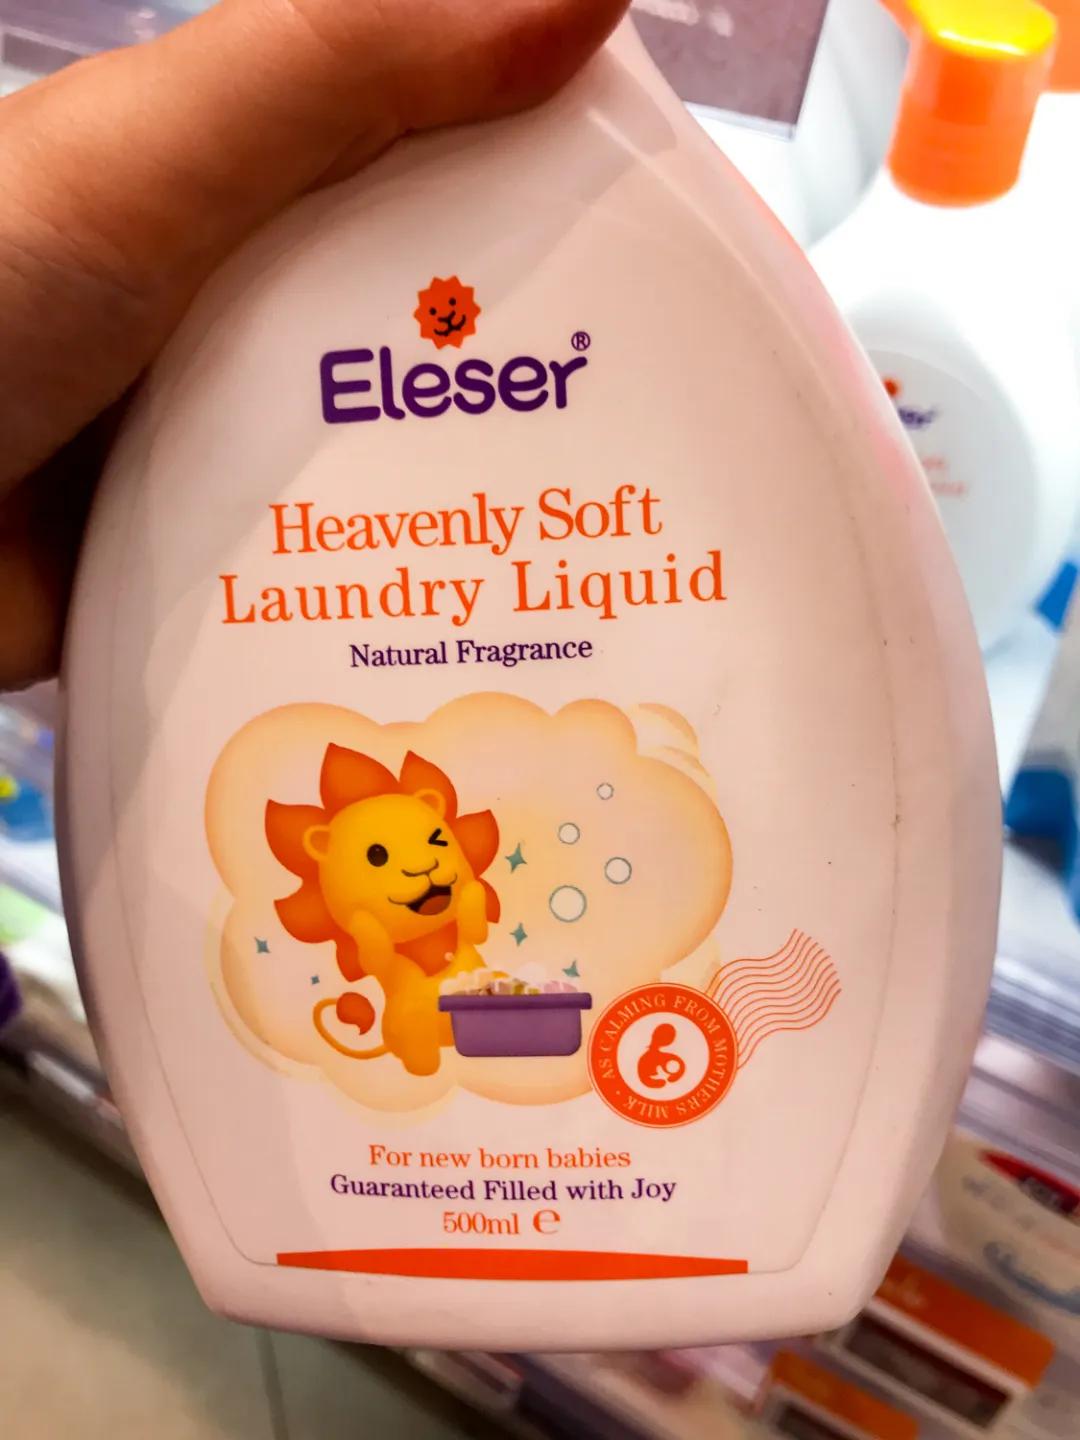 Eleser®
Heavenly Soft
Laundry Liquid
Natural Fragrance
AS CALMING FROM MOTHERS MILK •
For new born babies
Guaranteed Filled with Joy
500ml ℮